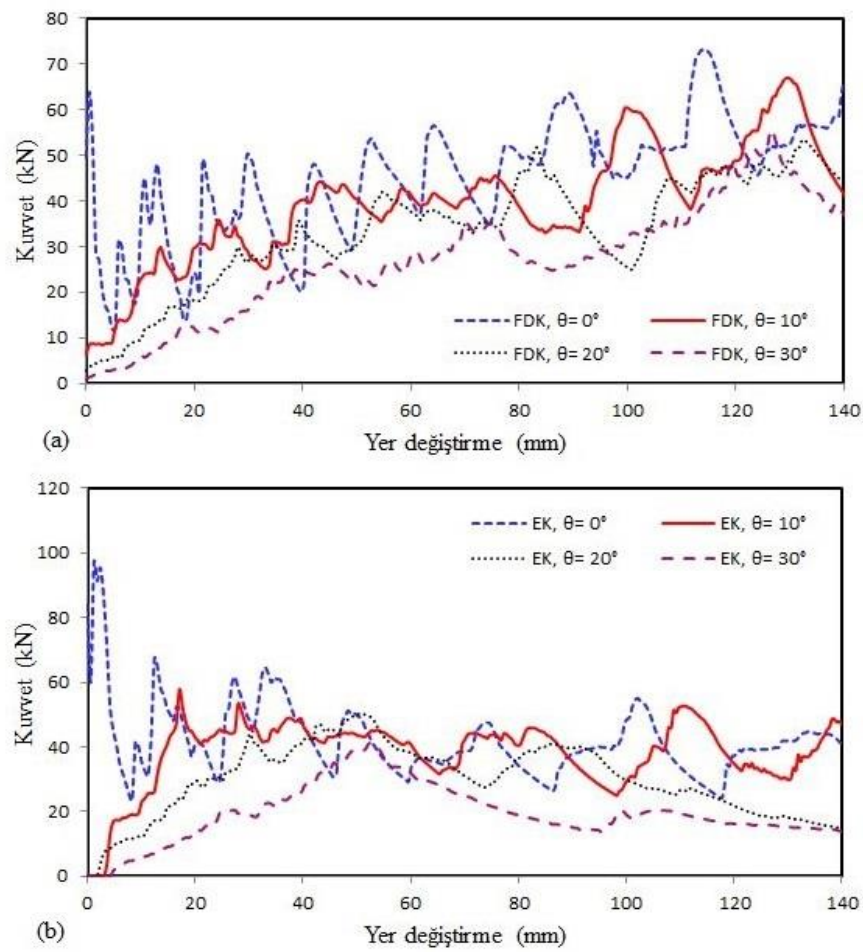 80
70
60
50
40
30
20
10
0
Kuvvet (kN)
FDK, θ= 0° FDK, θ= 10°
FDK, θ= 20° FDK, θ= 30°
0 20 40 60 80 100 120 140
(a) Yer değiştirme (mm)
120
100
80
60
40
20
0
Kuvvet (kN)
EK, θ= 0° EK, θ= 10°
EK, θ= 20° EK, θ= 30°
0 20 40 60 80 100 120 140
(b) Yer değiştirme (mm)